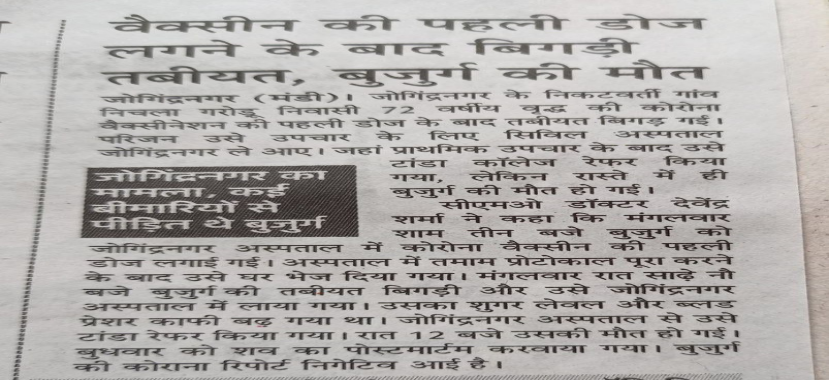 वैक्सीन की पहली डोज
लगने के बाद बिगड़ी
तबीयत, बुजुर्ग की मौत
जोगिंद्रनगर (मंडी)। जोगिंद्रनगर के निकटवर्ती गांव
निचला गरोडू निवासी 72 वर्षीय वृद्ध की कोरोना
वैक्सीनेशन की पहली डोज के बाद तबीयत बिगड़ गई।
परिजन उसे उपचार के लिए सिविल अस्पताल
जोगिंद्रनगर ले आए। जहां प्राथमिक उपचार के बाद उसे
टांडा कॉलेज रेफर किया
गया, लेकिन रास्ते में ही
बुजुर्ग की मौत हो गई।
जोगिंद्रनगर का
मामला, कई
बीमारियों से
पीड़ित थे बुजुर्ग
सीएमओ डॉक्टर देवेंद्र
शर्मा ने कहा कि मंगलवार
शाम तीन बजे बुजुर्ग को
जोगिंद्रनगर अस्पताल में कोरोना वैक्सीन की पहली
डोज लगाई गई। अस्पताल में तमाम प्रोटोकाल पूरा करने
के बाद उसे घर भेज दिया गया। मंगलवार रात साढ़े नौ
बजे बुजुर्ग की तबीयत बिगड़ी और उसे जोगिंद्रनगर
अस्पताल में लाया गया। उसका शुगर लेवल और ब्लड
प्रेशर काफी बढ़ गया था। जोगिंद्रनगर अस्पताल से उसे
टांडा रेफर किया गया। रात 12 बजे उसकी मौत हो गई।
बुधवार को शव का पोस्टमार्टम करवाया गया। बुजुर्ग
की कोराना रिपोर्ट निगेटिव आई है।